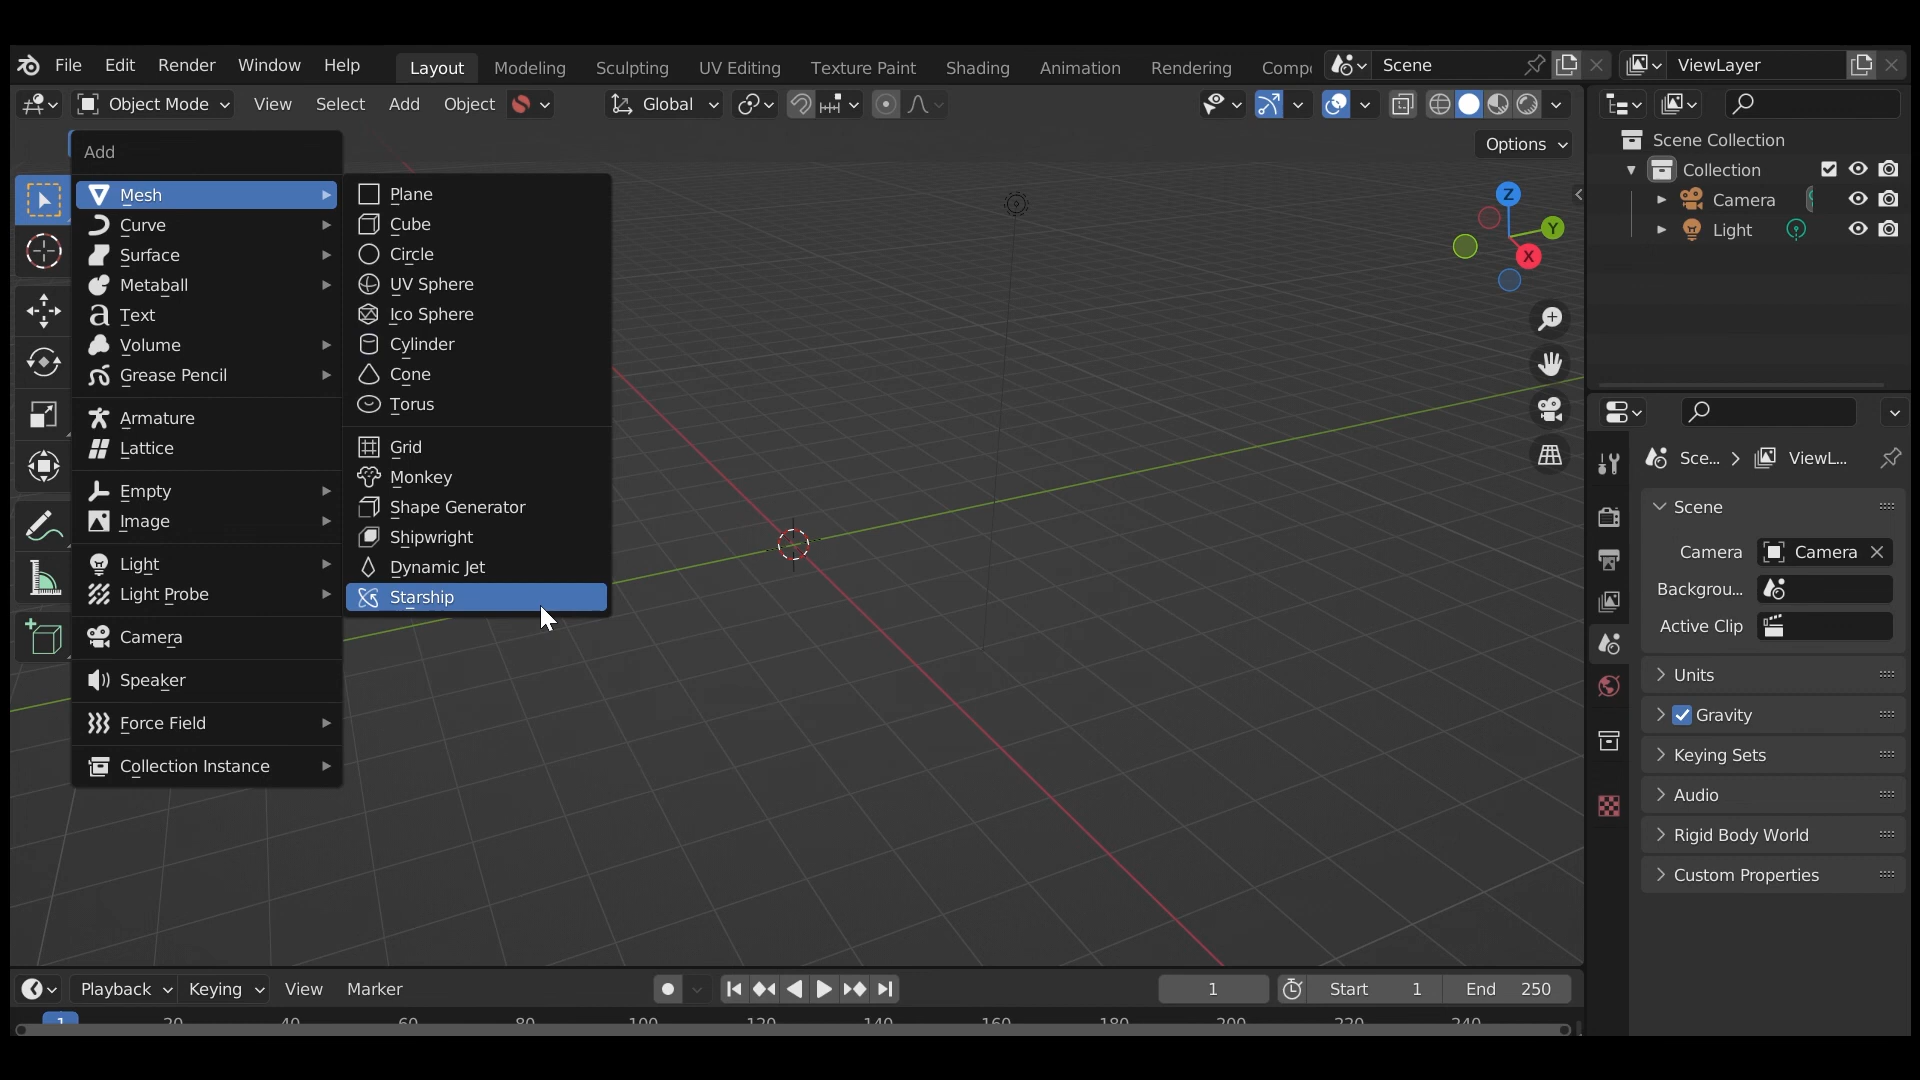 File Edit Render Window Help Layout Modeling Sculpting UV Editing Texture Paint Shading Animation Rendering Comp Scene ViewLayer
Object Mode View Select Add Object Global
Options
Add
Mesh
Curve
Surface
Metaball
Text
Volume
Grease Pencil
Armature
Lattice
Empty
Image
Light
Light Probe
Camera
Speaker
Force Field
Collection Instance
Plane
Cube
Circle
UV Sphere
Ico Sphere
Cylinder
Cone
Torus
Grid
Monkey
Shape Generator
Shipwright
Dynamic Jet
Starship
Z
Y
X
Scene Collection
Collection
Camera
Light
Sce... ViewL...
Scene
Camera Camera
Backgrou...
Active Clip
Units
Gravity
Keying Sets
Audio
Rigid Body World
Custom Properties
Playback Keying View Marker 1 Start 1 End 250
1 20 40 60 80 100 120 140 160 180 200 220 240